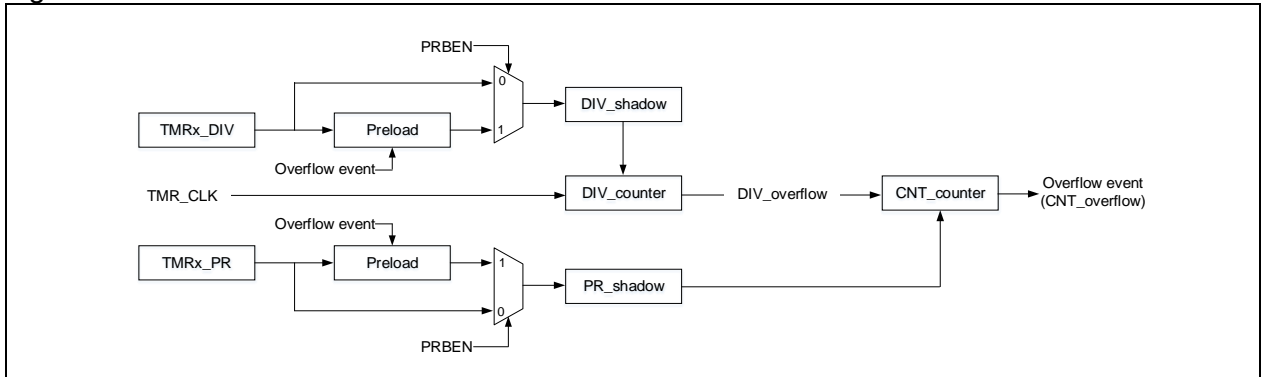 PRBEN
0
DIV_shadow
TMRx_DIV
Preload
1
Overflow event
TMR_CLK
DIV_counter
DIV_overflow
CNT_counter
Overflow event
(CNT_overflow)
Overflow event
TMRx_PR
Preload
1
PR_shadow
0
PRBEN